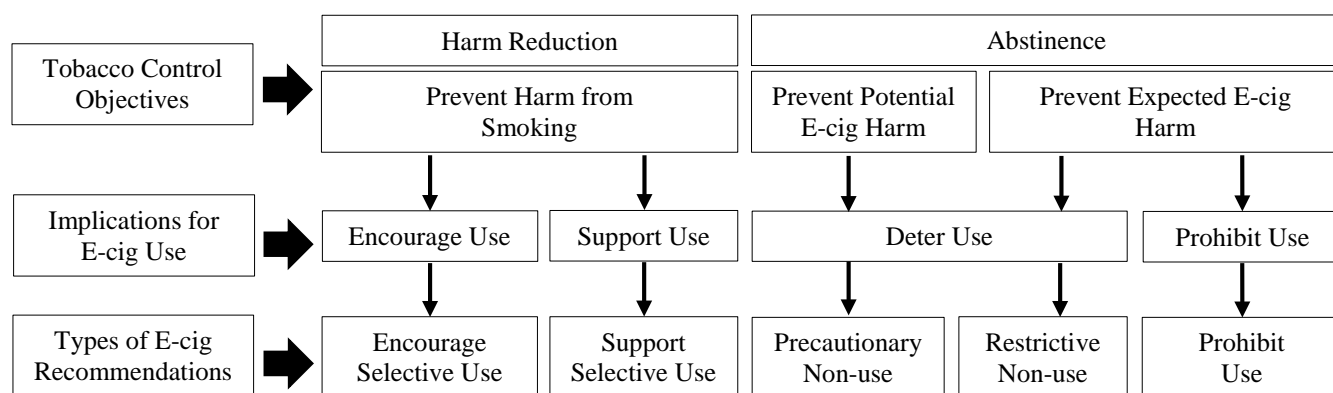 Harm Reduction
Abstinence
Tobacco Control
Objectives
Prevent Harm from
Smoking
Prevent Potential
E-cig Harm
Prevent Expected E-cig
Harm
Implications for
E-cig Use
Encourage Use
Support Use
Deter Use
Prohibit Use
Types of E-cig
Recommendations
Encourage
Selective Use
Support
Selective Use
Precautionary
Non-use
Restrictive
Non-use
Prohibit
Use